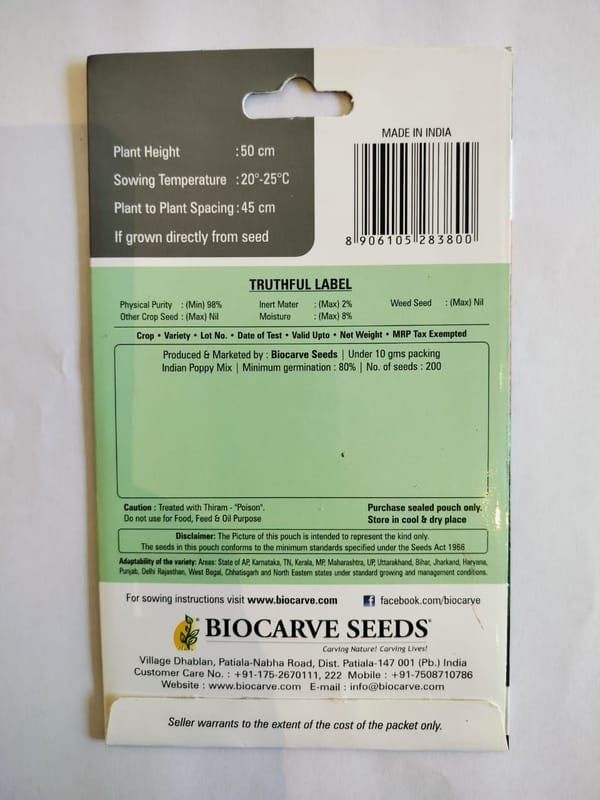 Plant Height : 50 cm
Sowing Temperature : 20°-25°C
Plant to Plant Spacing : 45 cm
If grown directly from seed
MADE IN INDIA
8 906105 283800
TRUTHFUL LABEL
Physical Purity : (Min) 98% Inert Mater : (Max) 2% Weed Seed : (Max) Nil
Other Crop Seed : (Max) Nil Moisture : (Max) 8%
Crop • Variety • Lot No. • Date of Test • Valid Upto • Net Weight • MRP Tax Exempted
Produced & Marketed by : Biocarve Seeds | Under 10 gms packing
Indian Poppy Mix | Minimum germination : 80% | No. of seeds : 200
Caution : Treated with Thiram - "Poison".
Do not use for Food, Feed & Oil Purpose
Purchase sealed pouch only.
Store in cool & dry place
Disclaimer: The Picture of this pouch is intended to represent the kind only.
The seeds in this pouch conforms to the minimum standards specified under the Seeds Act 1966
Adaptability of the variety: Areas: State of AP, Karnataka, TN, Kerala, MP, Maharashtra, UP, Uttarakhand, Bihar, Jharkand, Haryana,
Punjab, Delhi Rajasthan, West Begal, Chhatisgarh and North Eastern states under standard growing and management conditions.
For sowing instructions visit www.biocarve.com facebook.com/biocarve
BIOCARVE SEEDS®
Carving Nature! Carving Lives!
Village Dhablan, Patiala-Nabha Road, Dist. Patiala-147 001 (Pb.) India
Customer Care No. : +91-175-2670111, 222 Mobile : +91-7508710786
Website : www.biocarve.com E-mail : info@biocarve.com
Seller warrants to the extent of the cost of the packet only.